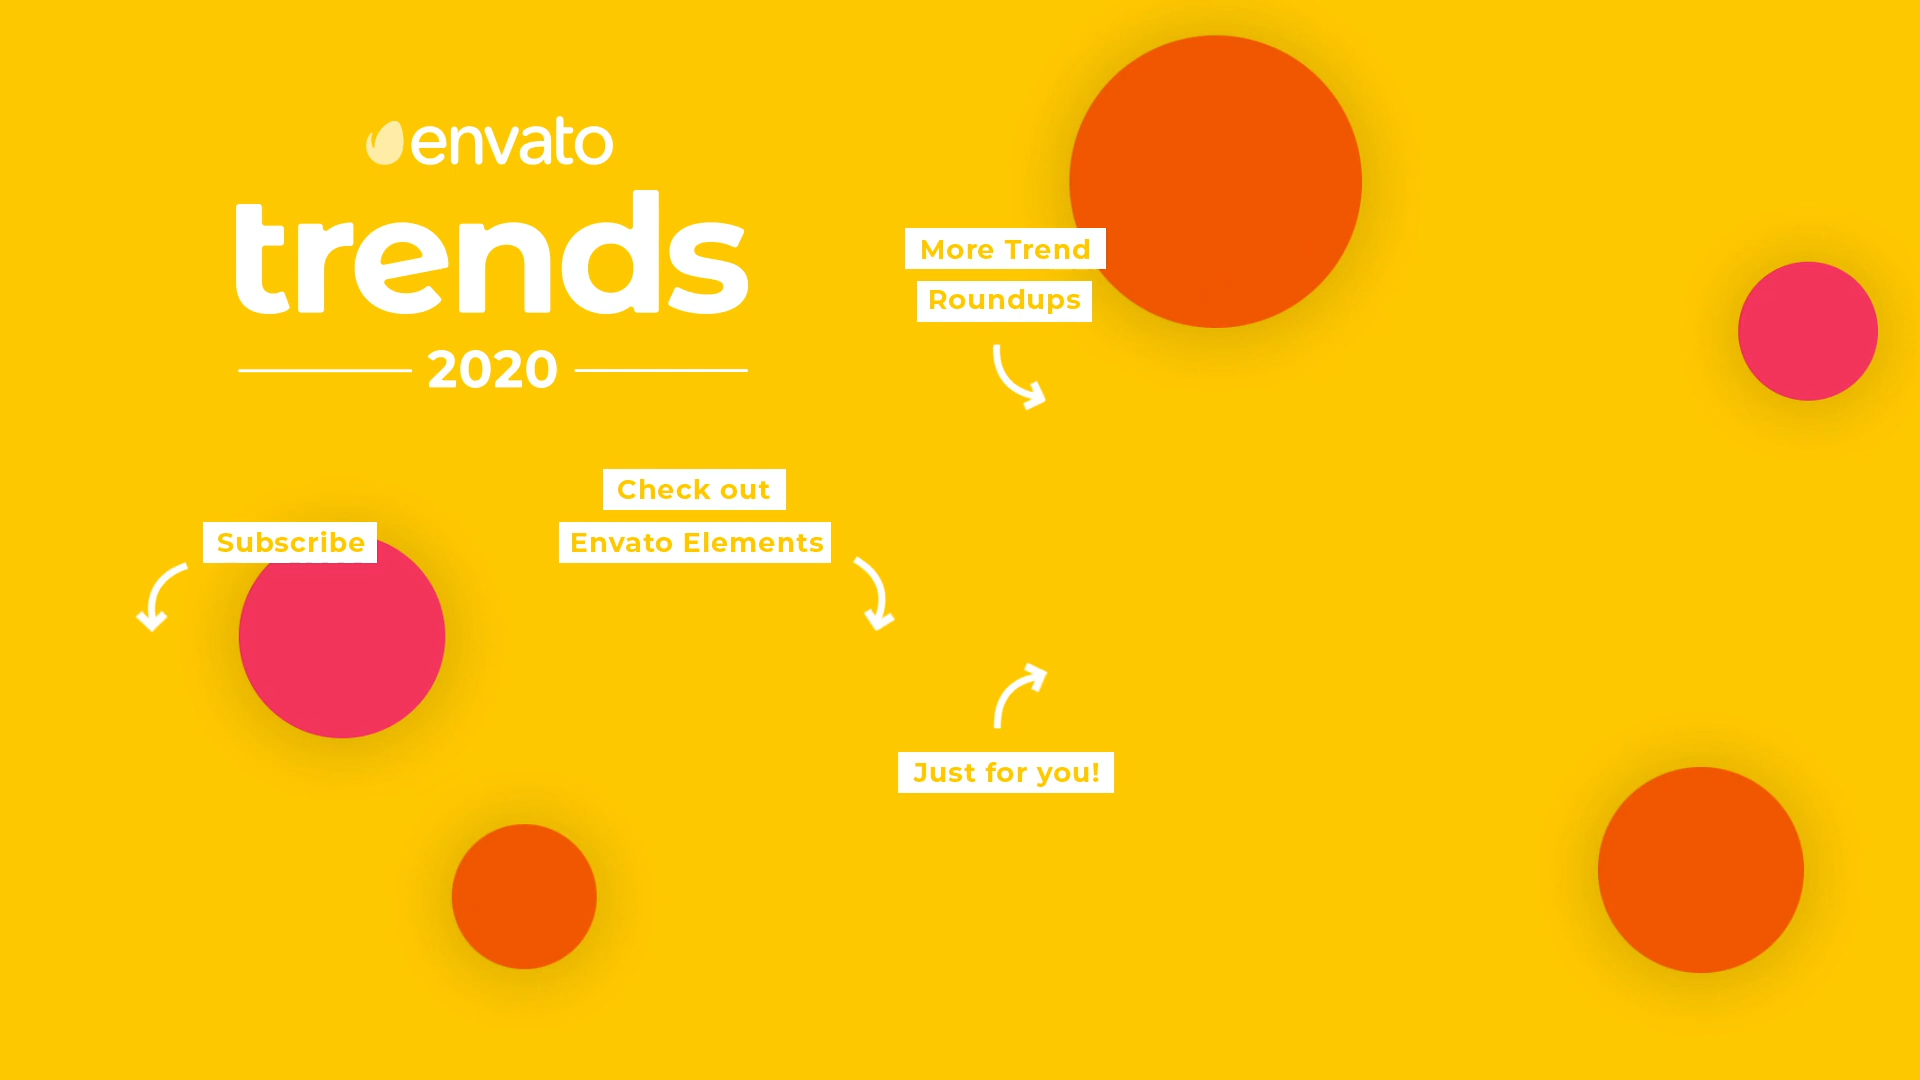 envato
trends
2020
More Trend
Roundups
Check out
Envato Elements
Subscribe
Just for you!